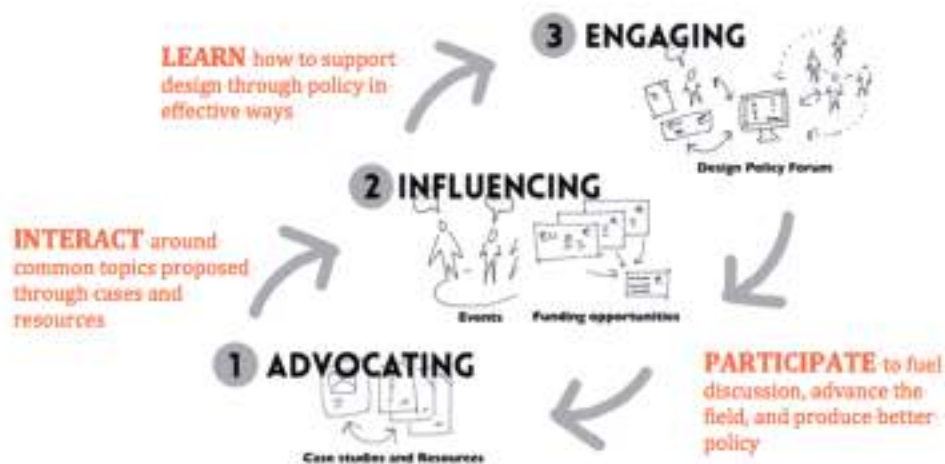 3 ENGAGING
LEARN how to support
design through policy in
effective ways
Design Policy Forum
2 INFLUENCING
INTERACT around
common topics proposed
through cases and
resources
Events
Funding opportunities
1 ADVOCATING
PARTICIPATE to fuel
discussion, advance the
field, and produce better
policy
Case studies and Resources